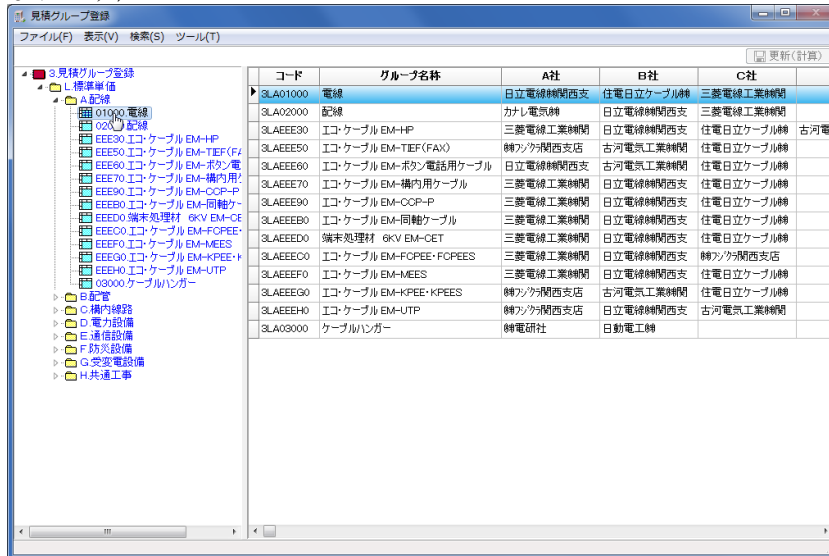 見積グループ登録
ファイル(F) 表示(V) 検索(S) ツール(T)
更新(計算)
3.見積グループ登録
L.標準単価
A.配線
01000.電線
配線
EEE30.エコ・ケーブル EM-HP
EEE50.エコ・ケーブル EM-TIEF(FA
EEE60.エコ・ケーブル EM-ボタン電
EEE70.エコ・ケーブル EM-構内用
EEE90.エコ・ケーブル EM-CCP-P
EEEB0.エコ・ケーブル EM-同軸ケ-
EEED0.端末処理材 6KV EM-CE
EEEC0.エコ・ケーブル EM-FCPEE・
EEEF0.エコ・ケーブル EM-MEES
EEEG0.エコ・ケーブル EM-KPEE・
EEEH0.エコ・ケーブル EM-UTP
03000.ケーブルハンガー
B.配管
C.構内線路
D.電力設備
E.通信設備
F.防災設備
G.受変電設備
H.共通工事
コード グループ名称 A社 B社 C社
3LA01000 電線 日立電線㈱関西支 住電日立ケーブル㈱ 三菱電線工業㈱関
3LA02000 配線 カナレ電気㈱ 日立電線㈱関西支 三菱電線工業㈱関
3LAEEE30 エコ・ケーブル EM-HP 三菱電線工業㈱関 日立電線㈱関西支 住電日立ケーブル㈱ 古河電
3LAEEE50 エコ・ケーブル EM-TIEF(FAX) ㈱フジクラ関西支店 古河電気工業㈱関 住電日立ケーブル㈱
3LAEEE60 エコ・ケーブル EM-ボタン電話用ケーブル 日立電線㈱関西支 古河電気工業㈱関 住電日立ケーブル㈱
3LAEEE70 エコ・ケーブル EM-構内用ケーブル 三菱電線工業㈱関 日立電線㈱関西支 住電日立ケーブル㈱
3LAEEE90 エコ・ケーブル EM-CCP-P 三菱電線工業㈱関 日立電線㈱関西支 住電日立ケーブル㈱
3LAEEEB0 エコ・ケーブル EM-同軸ケーブル 三菱電線工業㈱関 日立電線㈱関西支 住電日立ケーブル㈱
3LAEEED0 端末処理材 6KV EM-CET 三菱電線工業㈱関 日立電線㈱関西支 住電日立ケーブル㈱
3LAEEEC0 エコ・ケーブル EM-FCPEE・FCPEES 三菱電線工業㈱関 日立電線㈱関西支 ㈱フジクラ関西支店
3LAEEEF0 エコ・ケーブル EM-MEES 三菱電線工業㈱関 日立電線㈱関西支 住電日立ケーブル㈱
3LAEEEG0 エコ・ケーブル EM-KPEE・KPEES ㈱フジクラ関西支店 古河電気工業㈱関 住電日立ケーブル㈱
3LAEEEH0 エコ・ケーブル EM-UTP ㈱フジクラ関西支店 日立電線㈱関西支 古河電気工業㈱関
3LA03000 ケーブルハンガー ㈱電研社 日動電工㈱